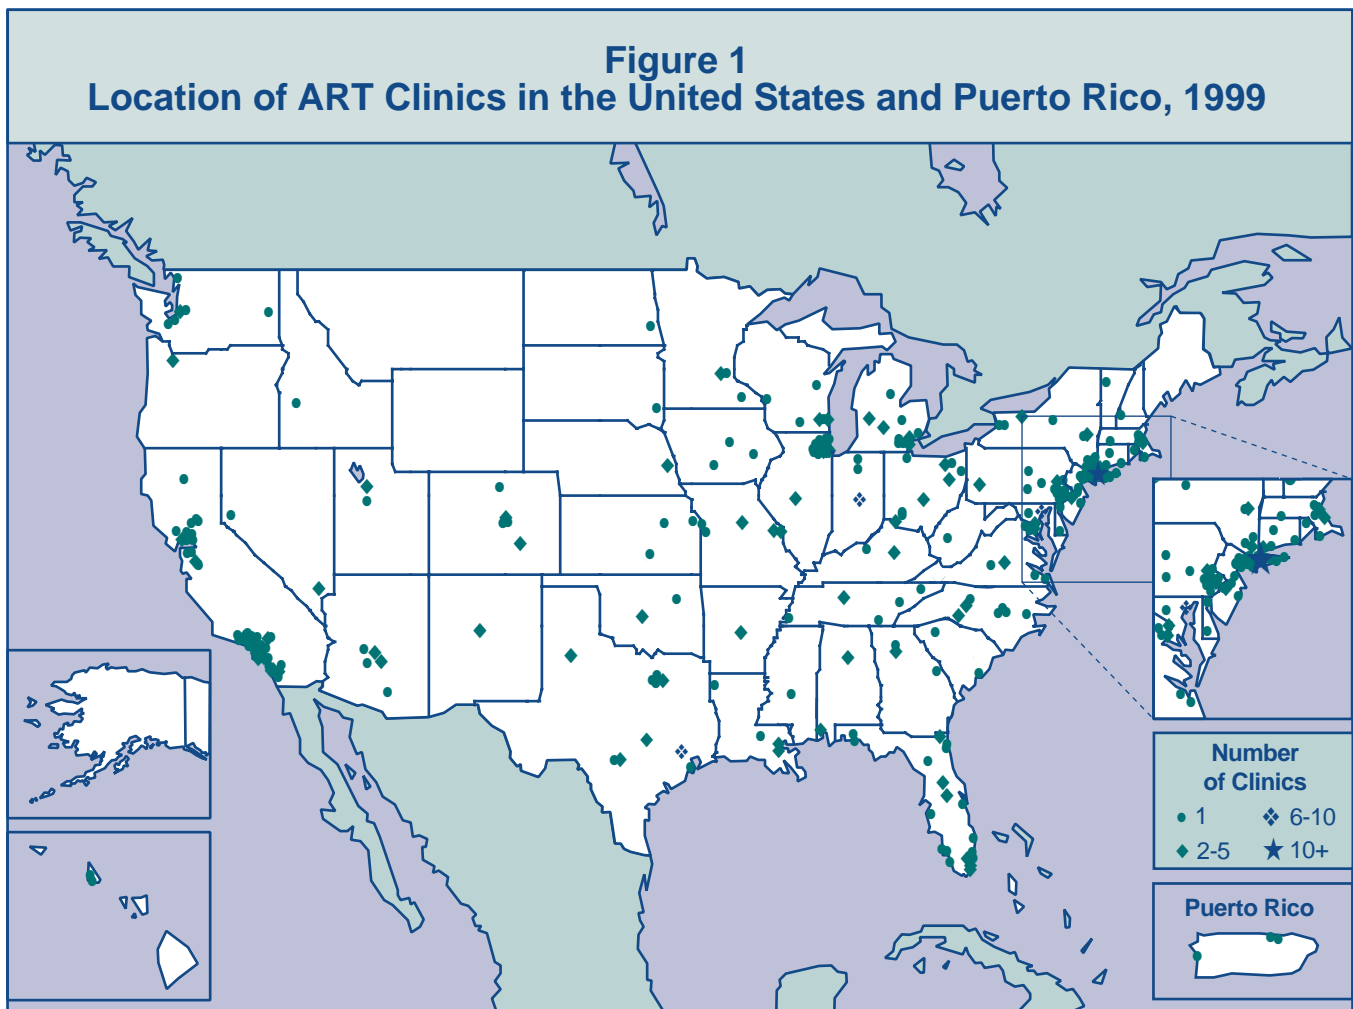 Figure 1
Location of ART Clinics in the United States and Puerto Rico, 1999
Number
of Clinics
1
6-10
2-5
10+
Puerto Rico